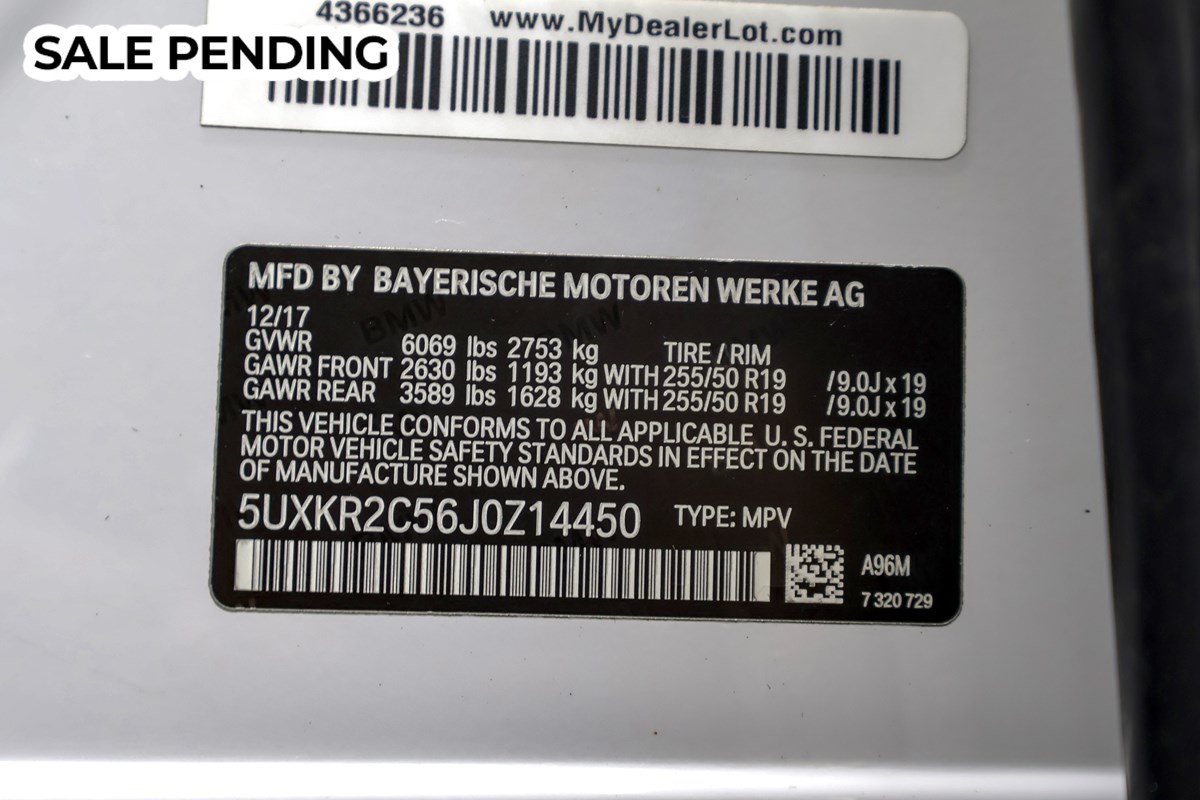 4366236 www.MyDealerLot.com
SALE PENDING
MFD BY BAYERISCHE MOTOREN WERKE AG
12/17
GVWR 6069 lbs 2753 kg TIRE / RIM
GAWR FRONT 2630 lbs 1193 kg WITH 255/50 R19 /9.0J x 19
GAWR REAR 3589 lbs 1628 kg WITH 255/50 R19 /9.0J x 19
THIS VEHICLE CONFORMS TO ALL APPLICABLE U. S. FEDERAL
MOTOR VEHICLE SAFETY STANDARDS IN EFFECT ON THE DATE
OF MANUFACTURE SHOWN ABOVE.
5UXKR2C56J0Z14450 TYPE: MPV
A96M
7 320 729